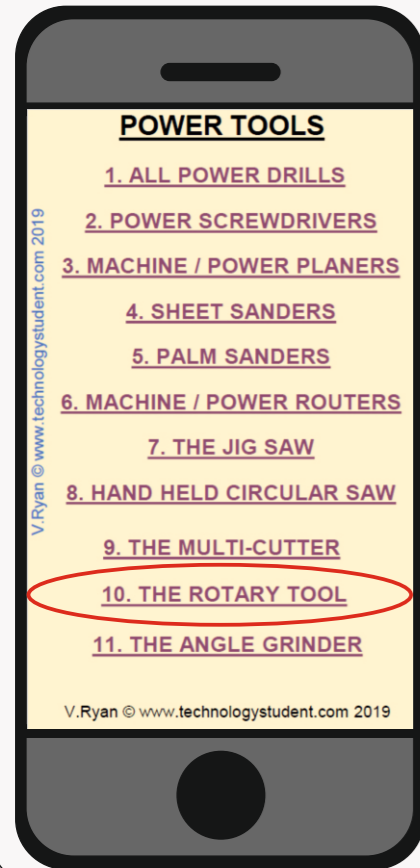 POWER TOOLS
1. ALL POWER DRILLS
2. POWER SCREWDRIVERS
3. MACHINE / POWER PLANERS
4. SHEET SANDERS
5. PALM SANDERS
6. MACHINE / POWER ROUTERS
7. THE JIG SAW
8. HAND HELD CIRCULAR SAW
9. THE MULTI-CUTTER
10. THE ROTARY TOOL
11. THE ANGLE GRINDER
V.Ryan © www.technologystudent.com 2019
V.Ryan © www.technologystudent.com 2019